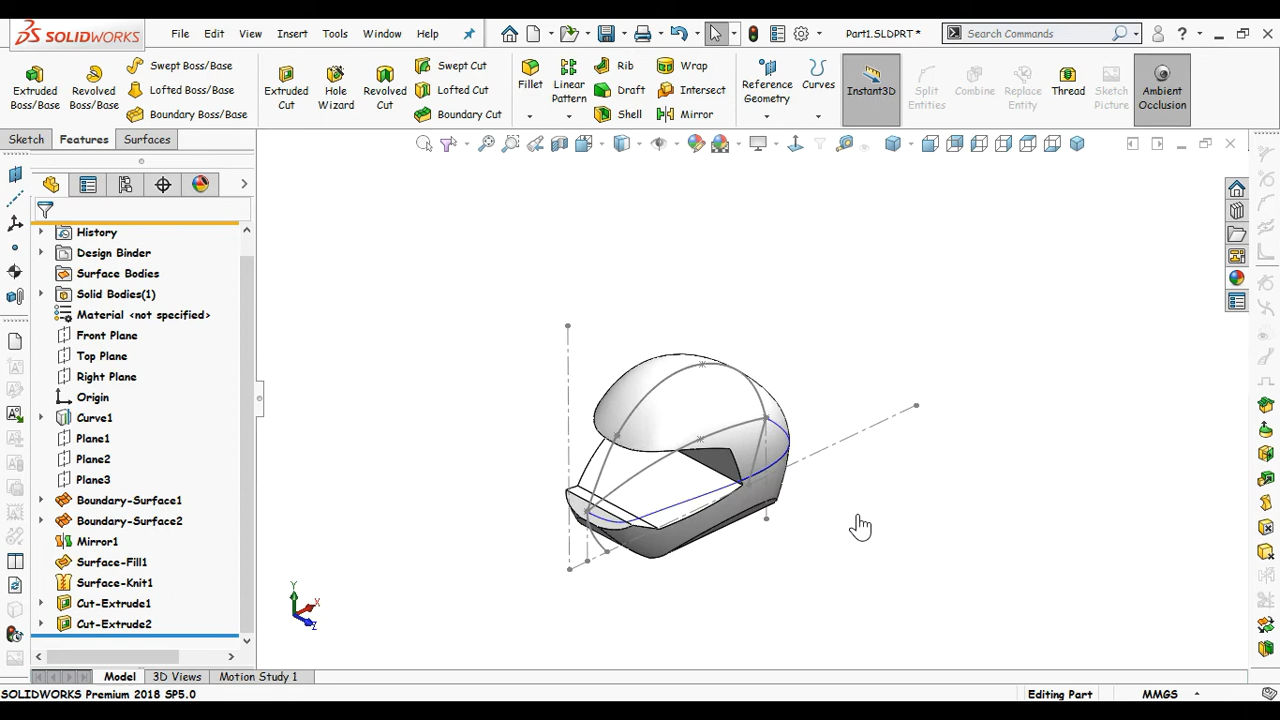 SOLIDWORKS File Edit View Insert Tools Window Help Part1.SLDPRT * Search Commands ?
Extruded Boss/Base
Revolved Boss/Base
Swept Boss/Base
Lofted Boss/Base
Boundary Boss/Base
Extruded Cut
Hole Wizard
Revolved Cut
Swept Cut
Lofted Cut
Boundary Cut
Fillet
Linear Pattern
Rib
Draft
Shell
Wrap
Intersect
Mirror
Reference Geometry
Curves
Instant3D
Split Entities
Combine
Replace Entity
Thread
Sketch Picture
Ambient Occlusion
Sketch Features Surfaces
History
Design Binder
Surface Bodies
Solid Bodies(1)
Material <not specified>
Front Plane
Top Plane
Right Plane
Origin
Curve1
Plane1
Plane2
Plane3
Boundary-Surface1
Boundary-Surface2
Mirror1
Surface-Fill1
Surface-Knit1
Cut-Extrude1
Cut-Extrude2
Y
X
Z
Model 3D Views Motion Study 1
SOLIDWORKS Premium 2018 SP5.0 Editing Part MMGS